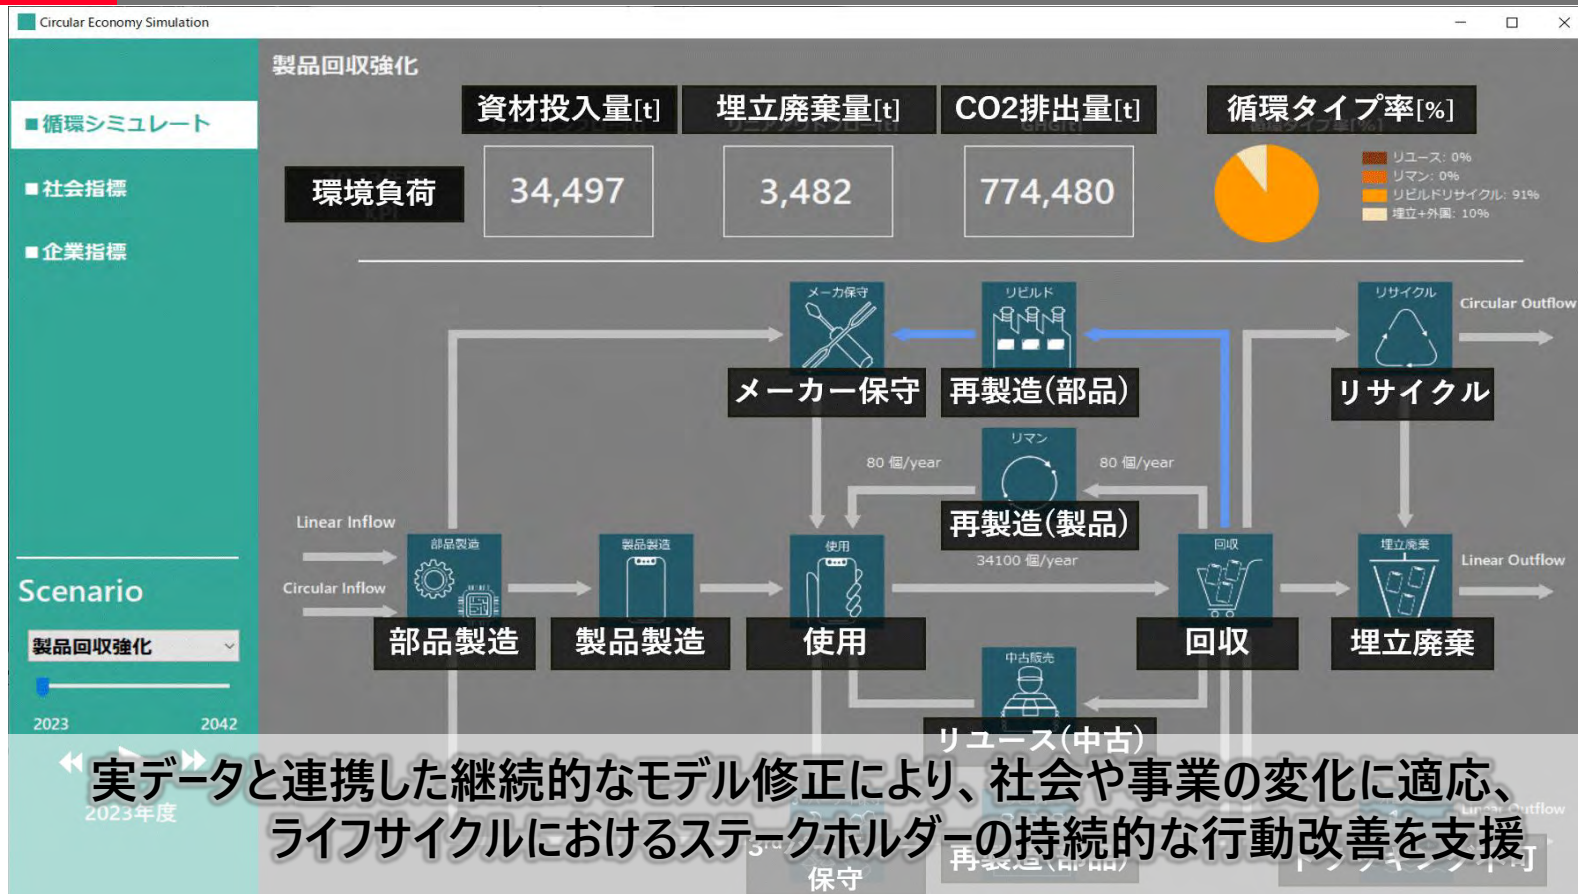 Circular Economy Simulation
製品回収強化
■循環シミュレート
■社会指標
■企業指標
資材投入量[t]
埋立廃棄量[t]
CO2排出量[t]
循環タイプ率[%]
環境負荷
34,497
3,482
774,480
リユース: 0%
リマン: 0%
リビルドリサイクル: 91%
埋立+外国: 10%
メーカ保守
リビルド
リサイクル
Circular Outflow
メーカー保守
再製造(部品)
リサイクル
リマン
80 個/year
80 個/year
再製造(製品)
Linear Inflow
部品製造
製品製造
使用
34100 個/year
回収
埋立廃棄
Linear Outflow
Circular Inflow
部品製造
製品製造
使用
回収
埋立廃棄
中古販売
リユース(中古)
Scenario
製品回収強化
2023
2042
2023年度
実データと連携した継続的なモデル修正により、社会や事業の変化に適応、
ライフサイクルにおけるステークホルダーの持続的な行動改善を支援
Linear Outflow
保守
再製造(部品)